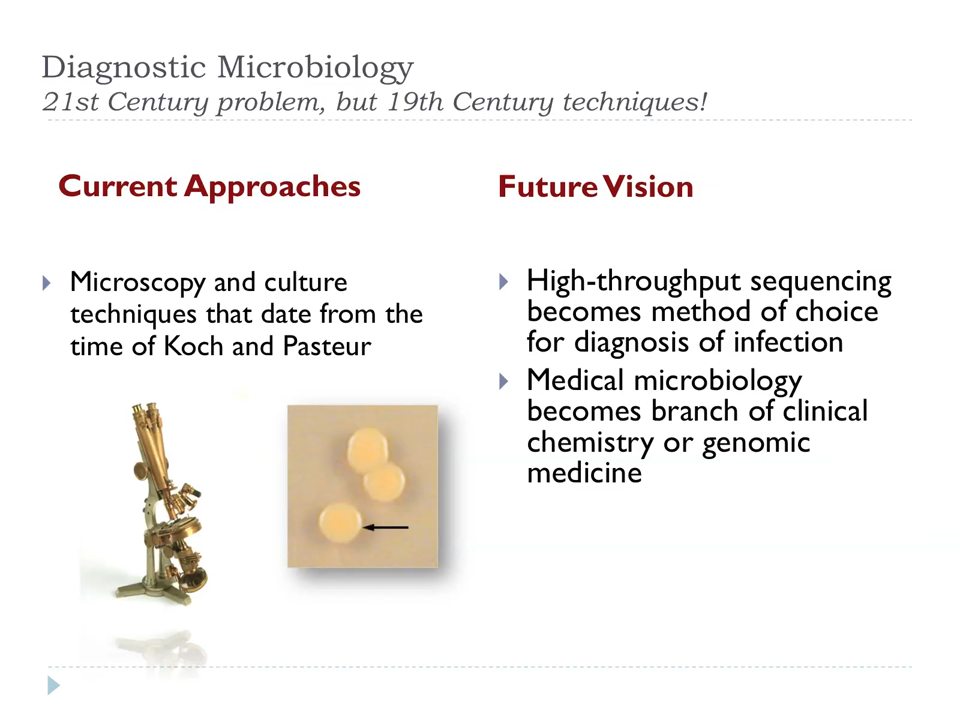 Diagnostic Microbiology
21st Century problem, but 19th Century techniques!
Current Approaches
Microscopy and culture
techniques that date from the
time of Koch and Pasteur
Future Vision
High-throughput sequencing
becomes method of choice
for diagnosis of infection
Medical microbiology
becomes branch of clinical
chemistry or genomic
medicine